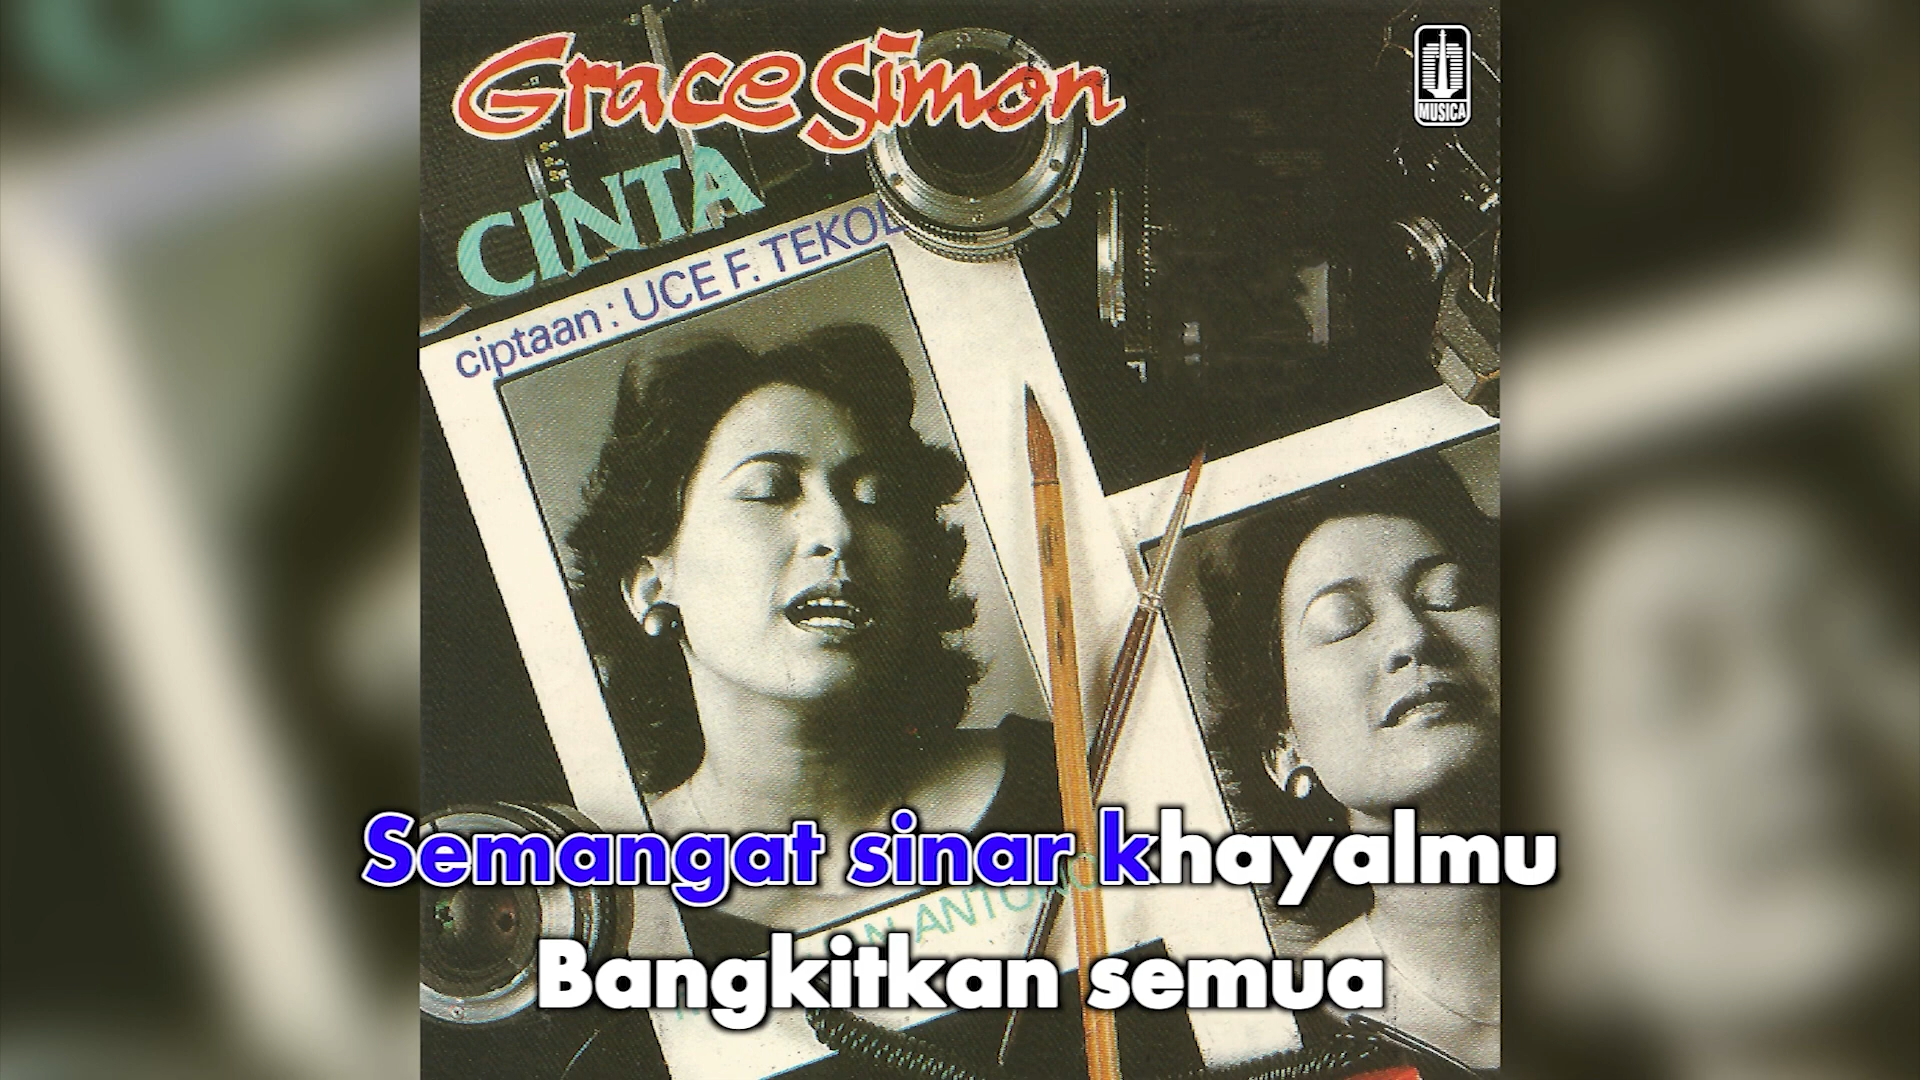 Grace Simon
MUSICA
CINTA
ciptaan : UCE F. TEKOL
Semangat sinar khayalmu
Bangkitkan semua